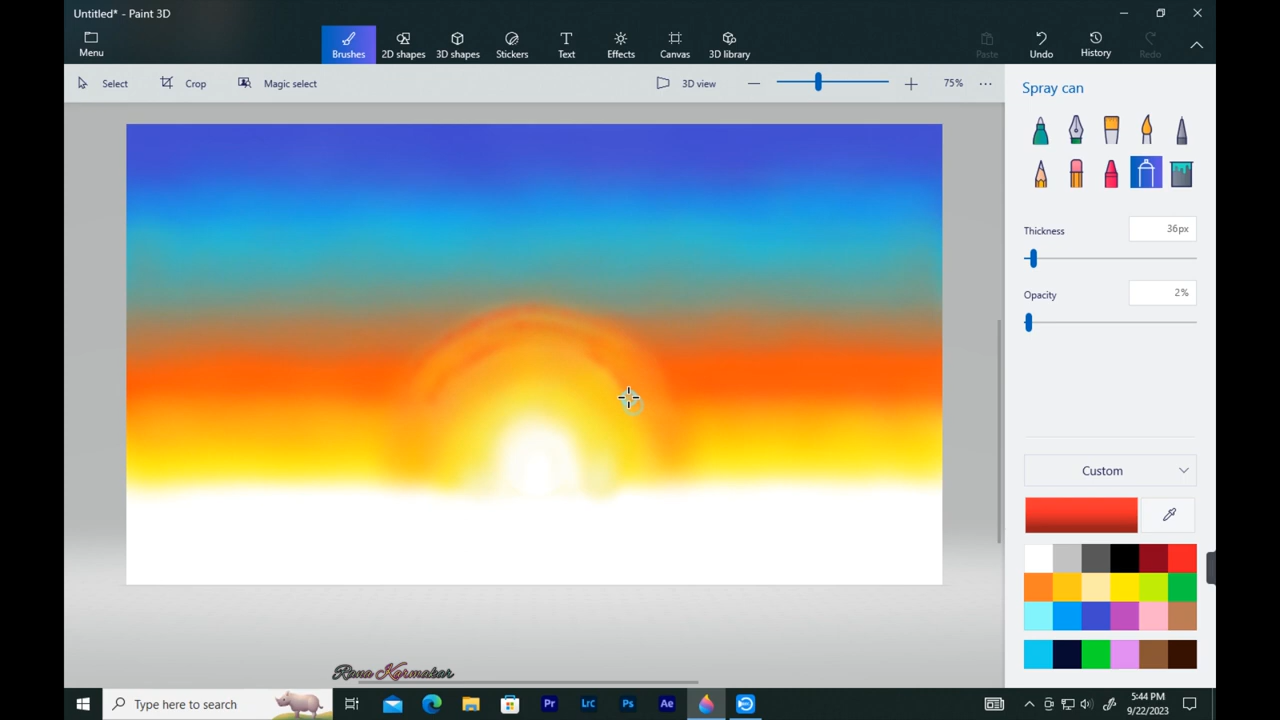 Untitled* - Paint 3D
Menu
Brushes
2D shapes
3D shapes
Stickers
Text
Effects
Canvas
3D library
Paste
Undo
History
Redo
Select
Crop
Magic select
3D view
75%
Spray can
Thickness
36px
Opacity
2%
Custom
Rana Karmakar
Type here to search
Pr
Lrc
Ps
Ae
5:44 PM
9/22/2023